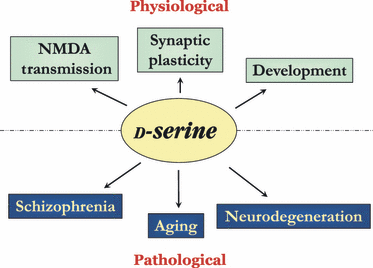 Physiological
NMDA
transmission
Synaptic
plasticity
Development
D-serine
Schizophrenia
Aging
Neurodegeneration
Pathological